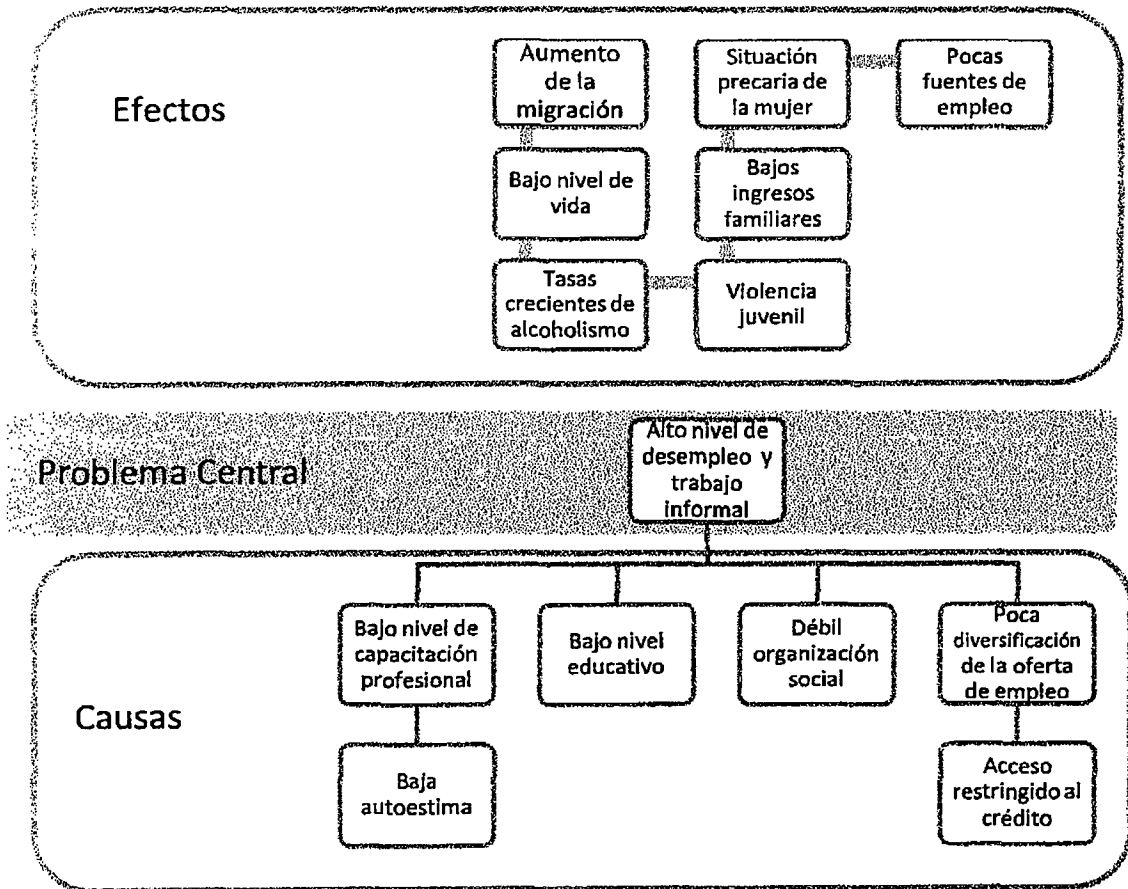 Efectos
Aumento
de la
migración
Situación
precaria de
la mujer
Pocas
fuentes de
empleo
Bajo nivel de
vida
Bajos
ingresos
familiares
Tasas
crecientes de
alcoholismo
Violencia
juvenil
Problema Central
Alto nivel de
desempleo y
trabajo
informal
Causas
Bajo nivel de
capacitación
profesional
Bajo nivel
educativo
Débil
organización
social
Poca
diversificación
de la oferta
de empleo
Baja
autoestima
Acceso
restringido al
crédito